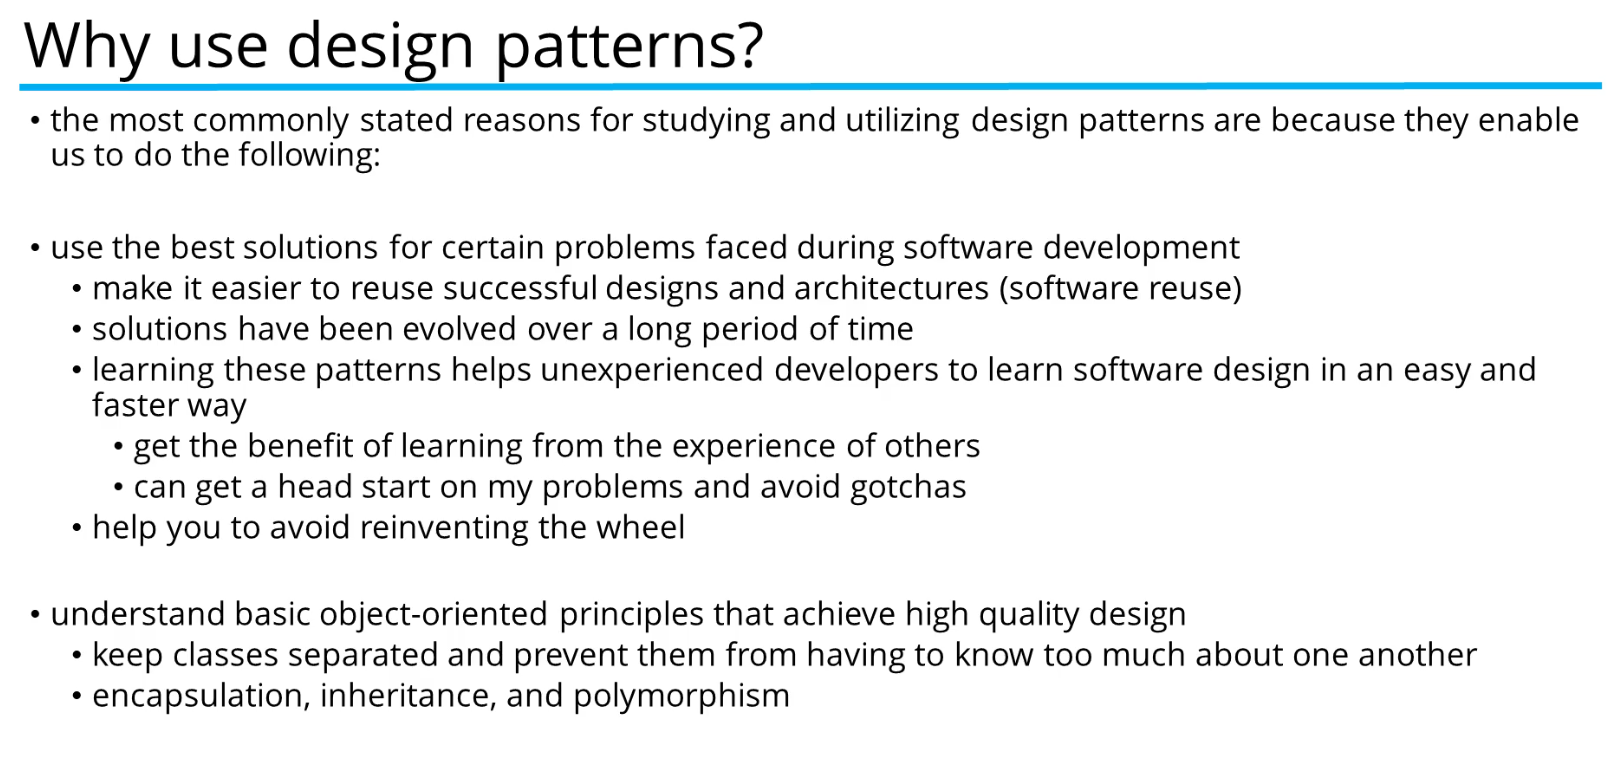 Why use design patterns?
• the most commonly stated reasons for studying and utilizing design patterns are because they enable
us to do the following:
• use the best solutions for certain problems faced during software development
• make it easier to reuse successful designs and architectures (software reuse)
• solutions have been evolved over a long period of time
• learning these patterns helps unexperienced developers to learn software design in an easy and
faster way
• get the benefit of learning from the experience of others
• can get a head start on my problems and avoid gotchas
• help you to avoid reinventing the wheel
• understand basic object-oriented principles that achieve high quality design
• keep classes separated and prevent them from having to know too much about one another
• encapsulation, inheritance, and polymorphism